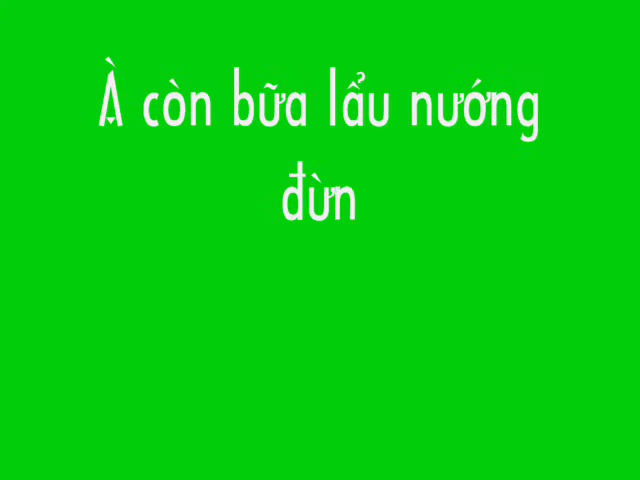 À còn bữa lẩu nướng
đừn